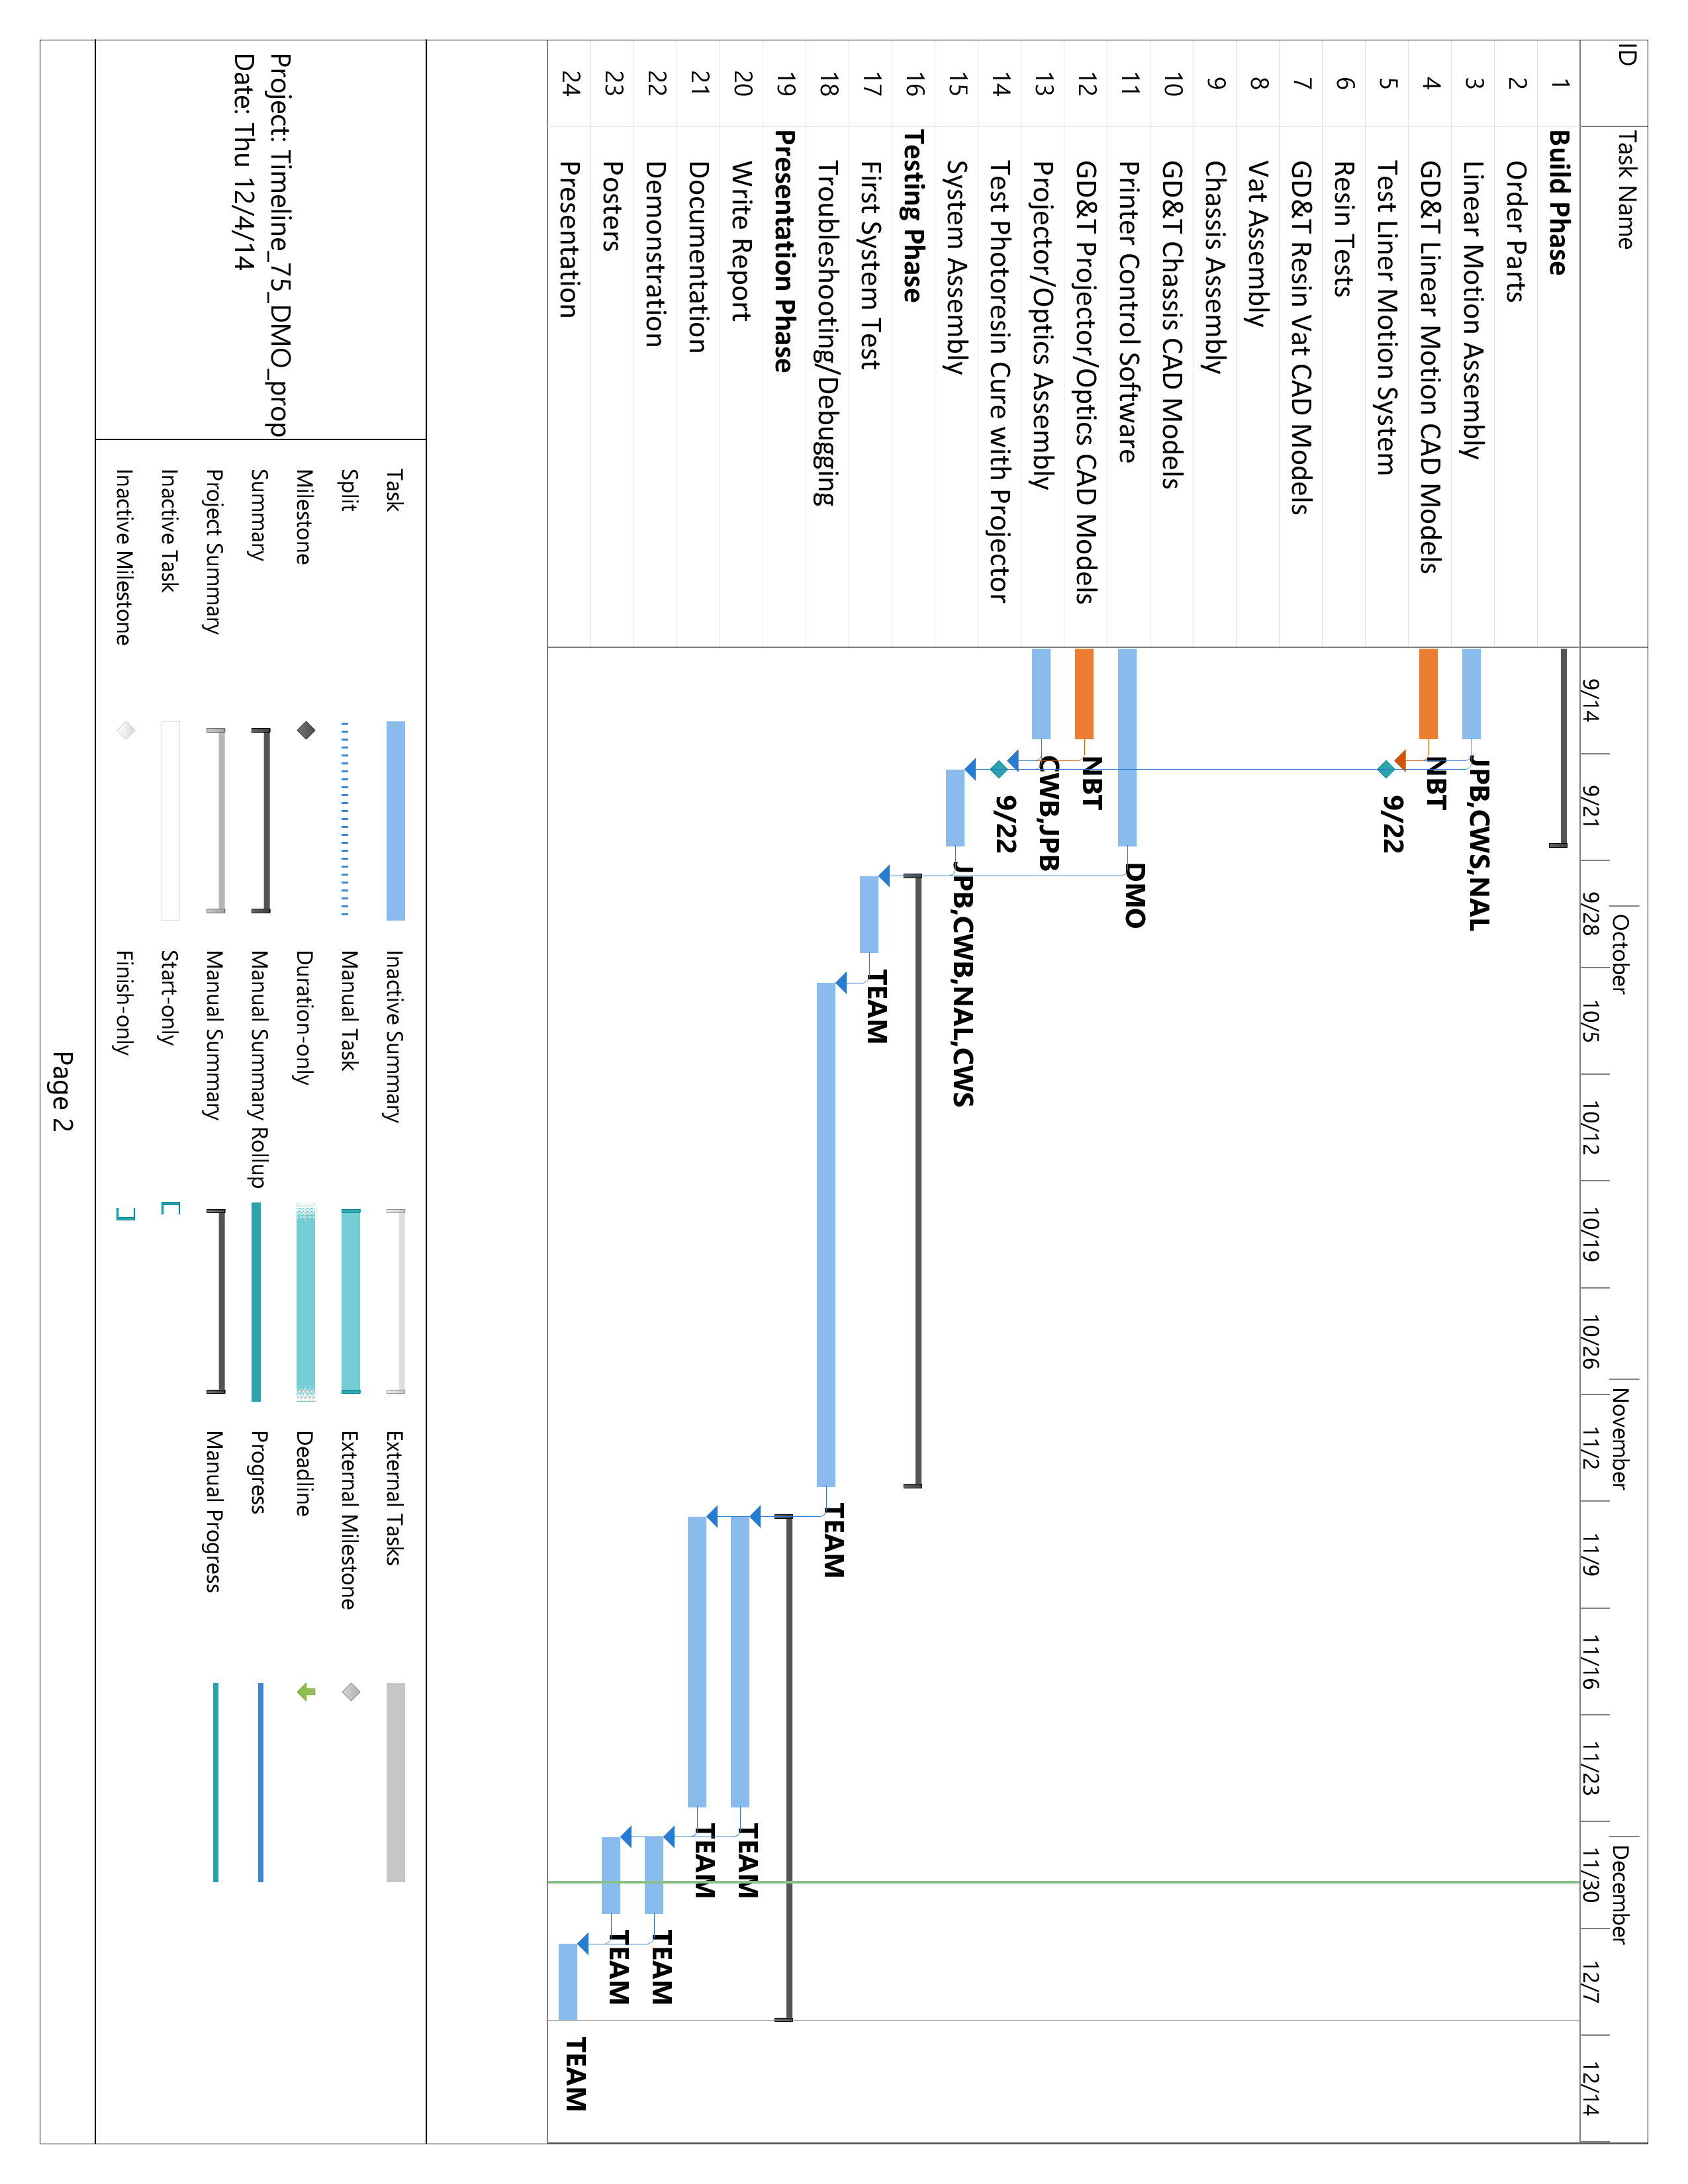 ID Task Name
October November December
9/14 9/21 9/28 10/5 10/12 10/19 10/26 11/2 11/9 11/16 11/23 11/30 12/7 12/14
1 Build Phase
2 Order Parts
3 Linear Motion Assembly JPB,CWS,NAL
4 GD&T Linear Motion CAD Models NBT
5 Test Liner Motion System 9/22
6 Resin Tests
7 GD&T Resin Vat CAD Models
8 Vat Assembly
9 Chassis Assembly
10 GD&T Chassis CAD Models
11 Printer Control Software DMO
12 GD&T Projector/Optics CAD Models NBT
13 Projector/Optics Assembly CWB,JPB
14 Test Photoresin Cure with Projector 9/22
15 System Assembly JPB,CWB,NAL,CWS
16 Testing Phase
17 First System Test TEAM
18 Troubleshooting/Debugging TEAM
19 Presentation Phase
20 Write Report TEAM
21 Documentation TEAM
22 Demonstration TEAM
23 Posters TEAM
24 Presentation TEAM
Project: Timeline_75_DMO_prop
Date: Thu 12/4/14
Task Inactive Summary External Tasks
Split Manual Task External Milestone
Milestone Duration-only Deadline
Summary Manual Summary Rollup Progress
Project Summary Manual Summary Manual Progress
Inactive Task Start-only
Inactive Milestone Finish-only
Page 2